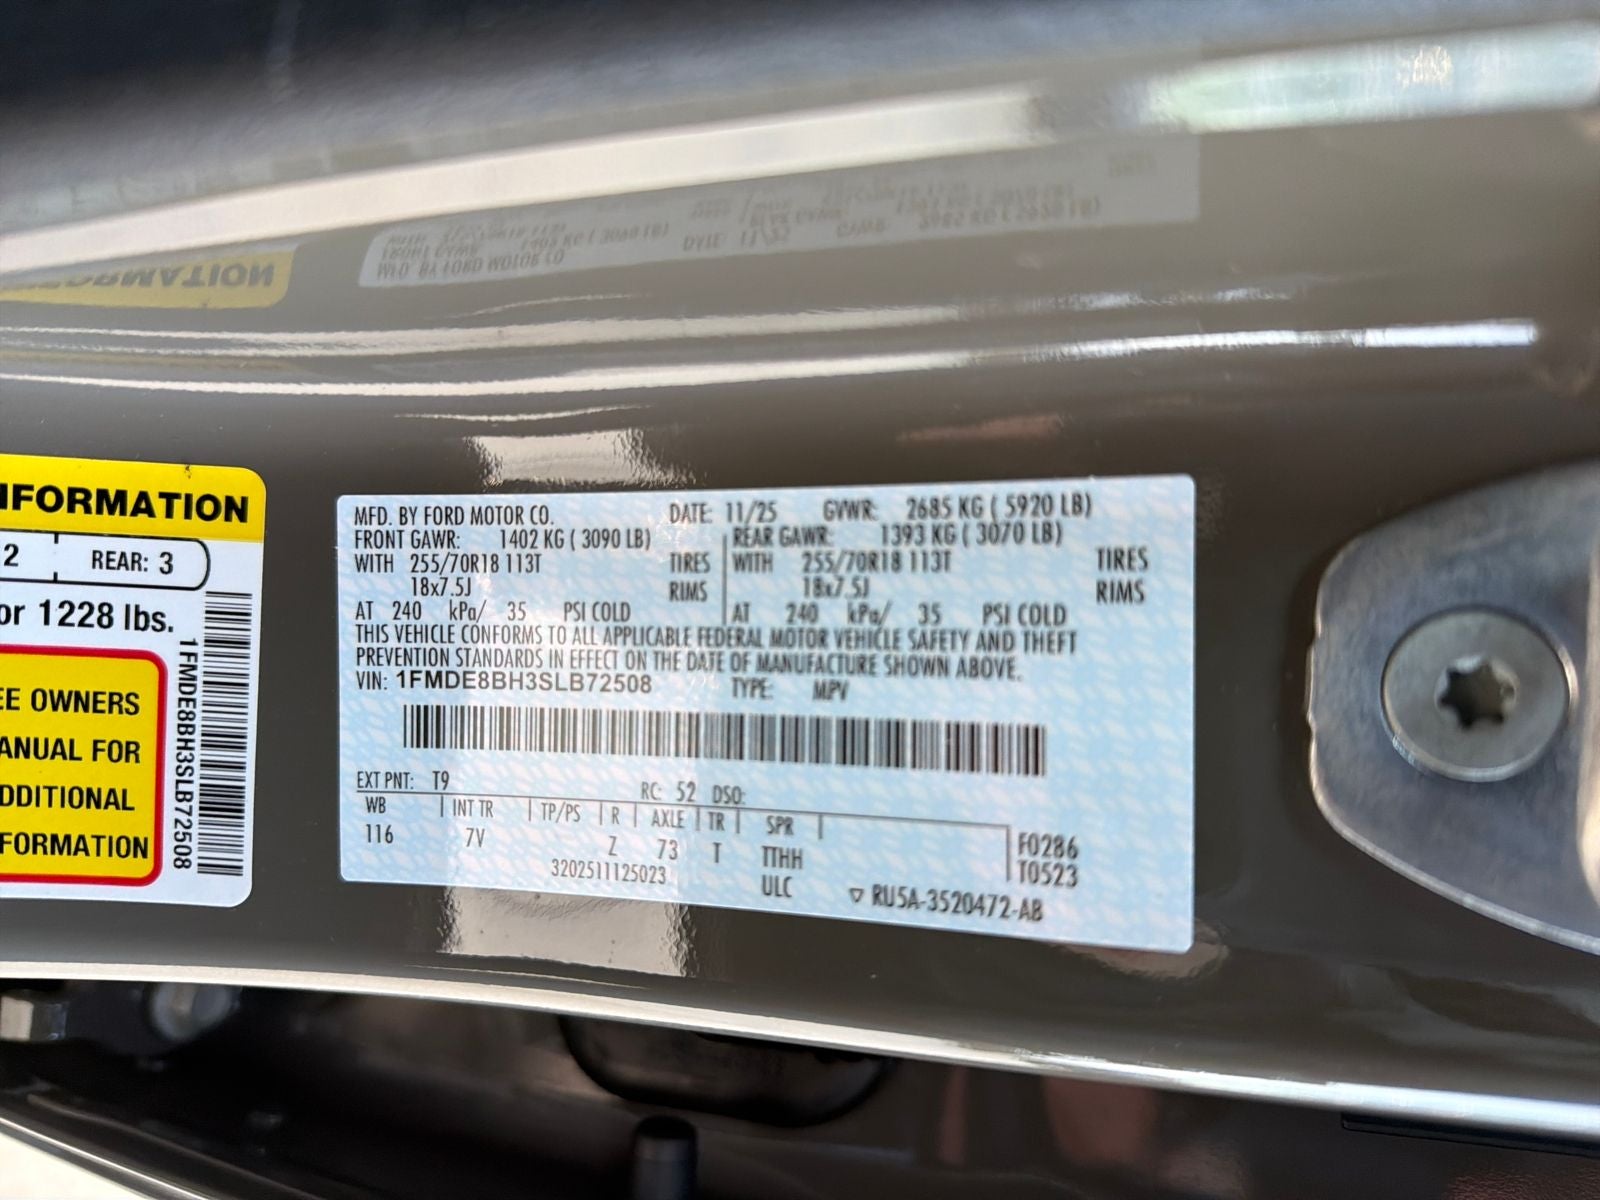 NFORMATION
2 REAR: 3
or 1228 lbs.
EE OWNERS
ANUAL FOR
DDITIONAL
FORMATION
1FMDE8BH3SLB72508
MFD. BY FORD MOTOR CO. DATE: 11/25 GVWR: 2685 KG ( 5920 LB)
FRONT GAWR: 1402 KG ( 3090 LB) REAR GAWR: 1393 KG ( 3070 LB)
WITH 255/70R18 113T TIRES WITH 255/70R18 113T TIRES
18x7.5J RIMS 18x7.5J RIMS
AT 240 kPa/ 35 PSI COLD AT 240 kPa/ 35 PSI COLD
THIS VEHICLE CONFORMS TO ALL APPLICABLE FEDERAL MOTOR VEHICLE SAFETY AND THEFT
PREVENTION STANDARDS IN EFFECT ON THE DATE OF MANUFACTURE SHOWN ABOVE.
VIN: 1FMDE8BH3SLB72508 TYPE: MPV
EXT PNT: T9 RC: 52 DSO:
WB INT TR TP/PS R AXLE TR SPR
116 7V Z 73 T TTHH F0286
3202511125023 ULC T0523
RU5A-3520472-AB